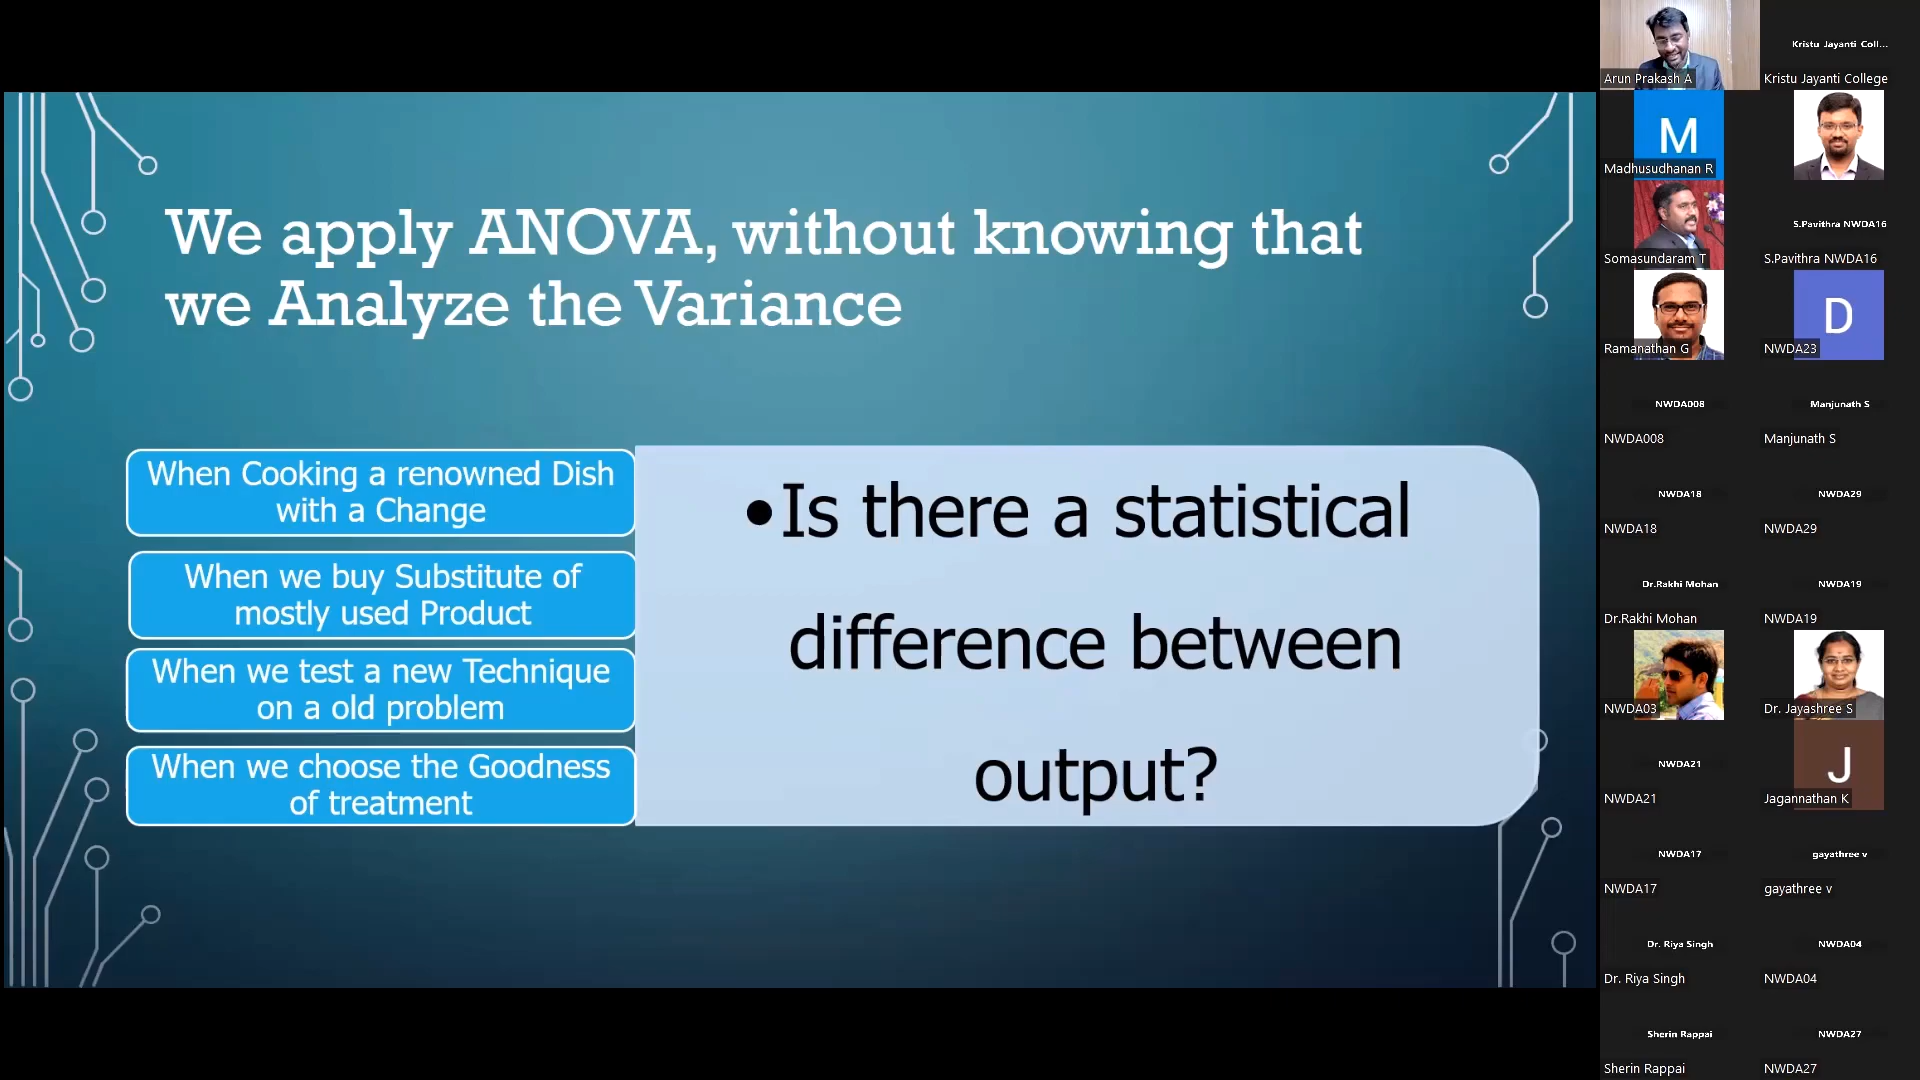 We apply ANOVA, without knowing that
we Analyze the Variance
When Cooking a renowned Dish
with a Change
When we buy Substitute of
mostly used Product
When we test a new Technique
on a old problem
When we choose the Goodness
of treatment
•Is there a statistical
difference between
output?
Arun Prakash A
Kristu Jayanti Coll...
Kristu Jayanti College
M
Madhusudhanan R
Somasundaram T
S.Pavithra NWDA16
S.Pavithra NWDA16
Ramanathan G
D
NWDA23
NWDA008
NWDA008
Manjunath S
Manjunath S
NWDA18
NWDA18
NWDA29
NWDA29
Dr.Rakhi Mohan
Dr.Rakhi Mohan
NWDA19
NWDA19
NWDA03
Dr. Jayashree S
NWDA21
NWDA21
J
Jagannathan K
NWDA17
NWDA17
gayathree v
gayathree v
Dr. Riya Singh
Dr. Riya Singh
NWDA04
NWDA04
Sherin Rappai
Sherin Rappai
NWDA27
NWDA27